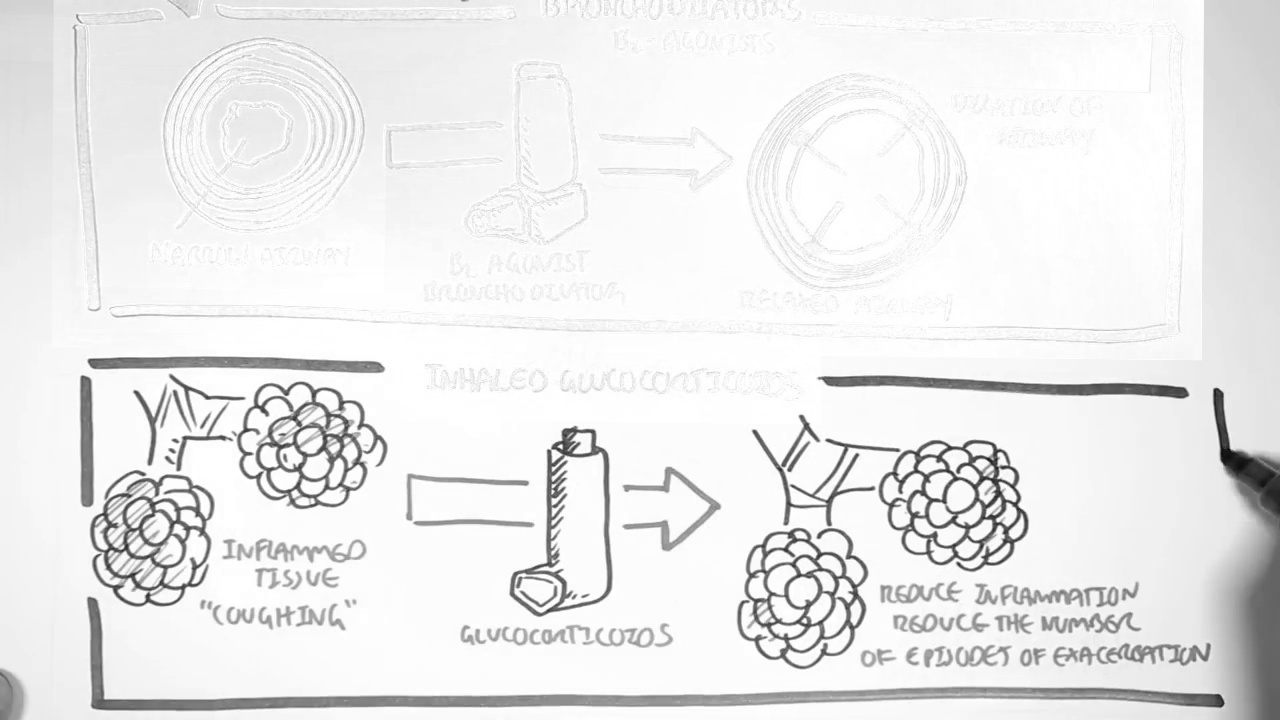 BRONCHODILATORS
B2-AGONISTS
DILATION OF
AIRWAY
NARROW AIRWAY
B2 AGONIST
BRONCHODILATOR
RELAXED AIRWAY
INHALED GLUCOCORTICOIDS
INFLAMMED
TISSUE
"COUGHING"
GLUCOCORTICOIDS
REDUCE INFLAMMATION
REDUCE THE NUMBER
OF EPISODES OF EXACERBATION